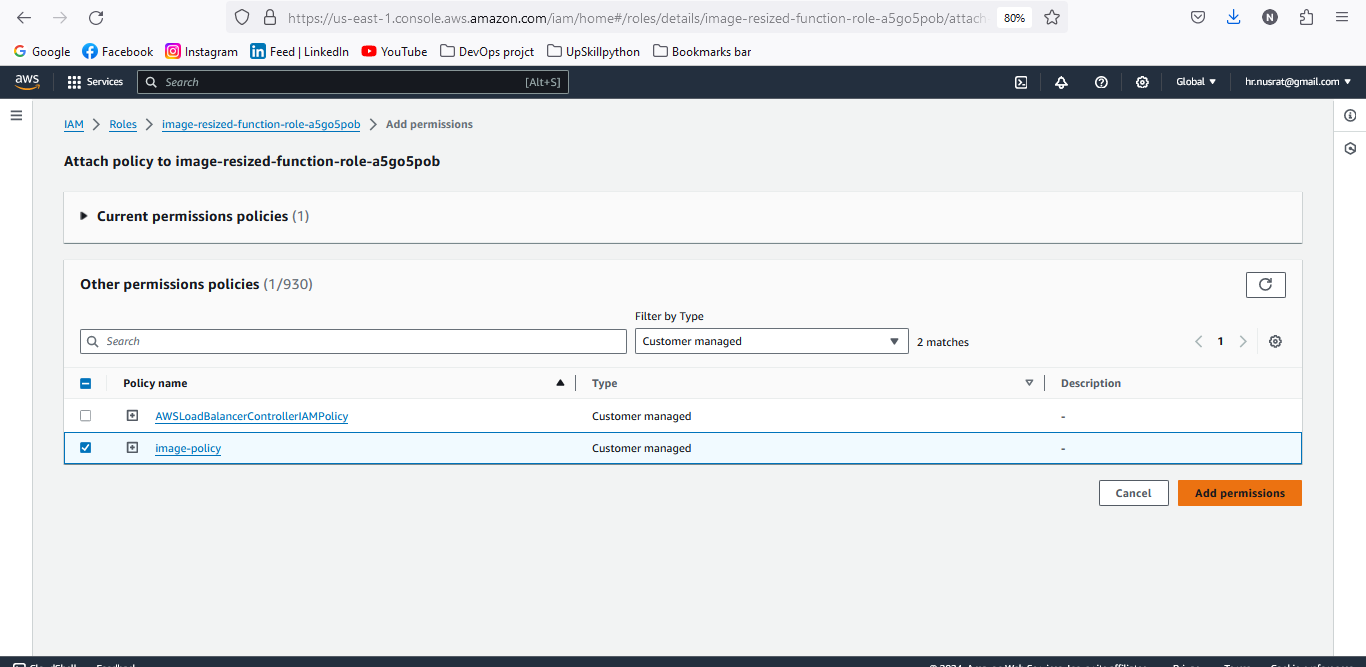 https://us-east-1.console.aws.amazon.com/iam/home#/roles/details/image-resized-function-role-a5go5pob/attach
80%
N
Google Facebook Instagram Feed | LinkedIn YouTube DevOps projct UpSkillpython Bookmarks bar
aws Services Search [Alt+S] Global hr.nusrat@gmail.com
IAM Roles image-resized-function-role-a5go5pob Add permissions
Attach policy to image-resized-function-role-a5go5pob
Current permissions policies (1)
Other permissions policies (1/930)
Filter by Type
Search Customer managed 2 matches 1
Policy name Type Description
AWSLoadBalancerControllerIAMPolicy Customer managed -
image-policy Customer managed -
Cancel Add permissions